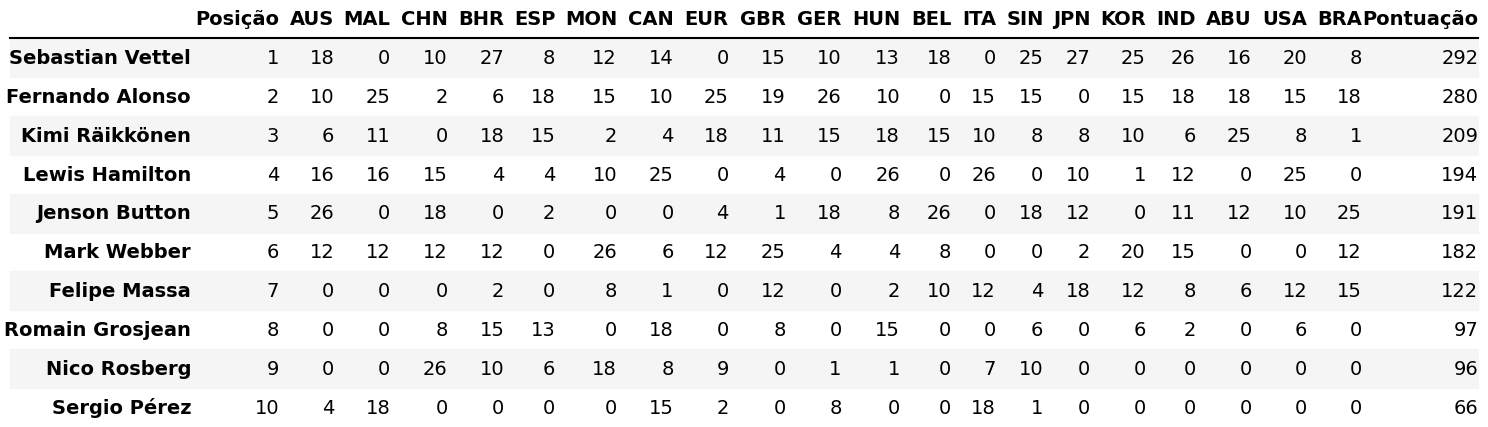 Posição AUS MAL CHN BHR ESP MON CAN EUR GBR GER HUN BEL ITA SIN JPN KOR IND ABU USA BRA Pontuação
Sebastian Vettel 1 18 0 10 27 8 12 14 0 15 10 13 18 0 25 27 25 26 16 20 8 292
Fernando Alonso 2 10 25 2 6 18 15 10 25 19 26 10 0 15 15 0 15 18 18 15 18 280
Kimi Räikkönen 3 6 11 0 18 15 2 4 18 11 15 18 15 10 8 8 10 6 25 8 1 209
Lewis Hamilton 4 16 16 15 4 4 10 25 0 4 0 26 0 26 0 10 1 12 0 25 0 194
Jenson Button 5 26 0 18 0 2 0 0 4 1 18 8 26 0 18 12 0 11 12 10 25 191
Mark Webber 6 12 12 12 12 0 26 6 12 25 4 4 8 0 0 2 20 15 0 0 12 182
Felipe Massa 7 0 0 0 2 0 8 1 0 12 0 2 10 12 4 18 12 8 6 12 15 122
Romain Grosjean 8 0 0 8 15 13 0 18 0 8 0 15 0 0 6 0 6 2 0 6 0 97
Nico Rosberg 9 0 0 26 10 6 18 8 9 0 1 1 0 7 10 0 0 0 0 0 0 96
Sergio Pérez 10 4 18 0 0 0 0 15 2 0 8 0 0 18 1 0 0 0 0 0 0 66